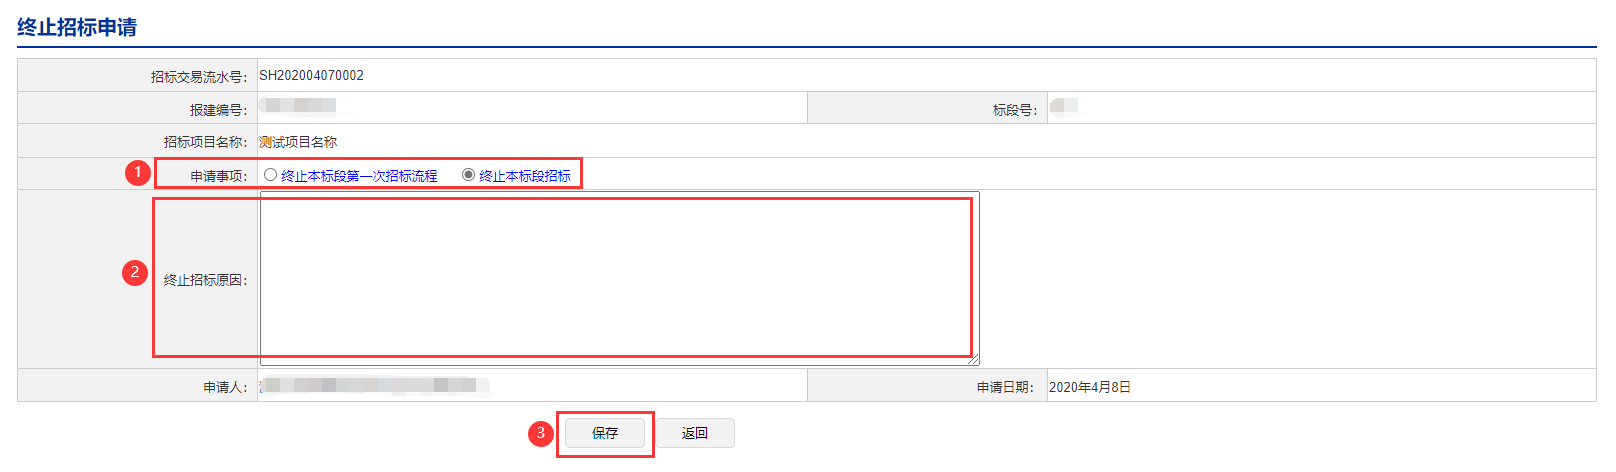 终止招标申请
招标交易流水号: SH202004070002
报建编号: 标段号:
招标项目名称: 测试项目名称
1 申请事项: 终止本标段第一次招标流程 终止本标段招标
2 终止招标原因:
申请人: 申请日期: 2020年4月8日
3 保存 返回